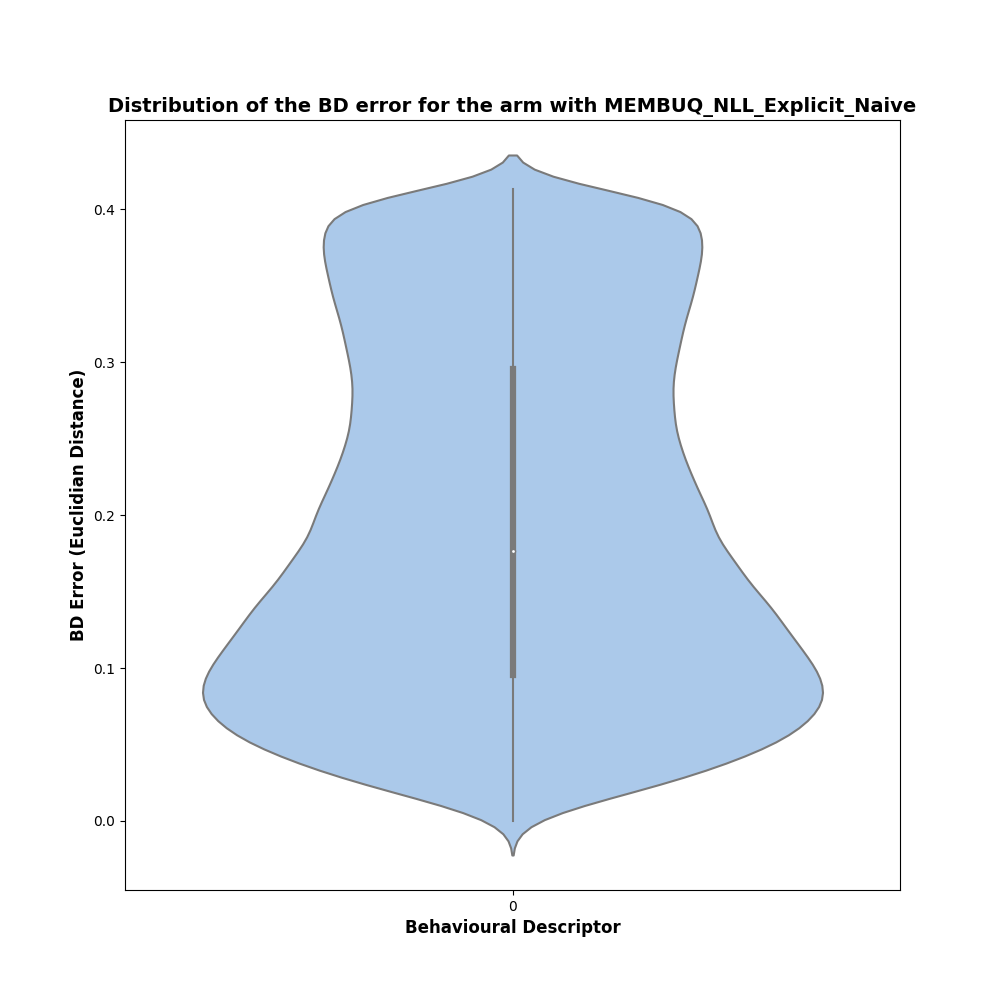 Distribution of the BD error for the arm with MEMBUQ_NLL_Explicit_Naive
BD Error (Euclidian Distance)
0.4
0.3
0.2
0.1
0.0
0
Behavioural Descriptor